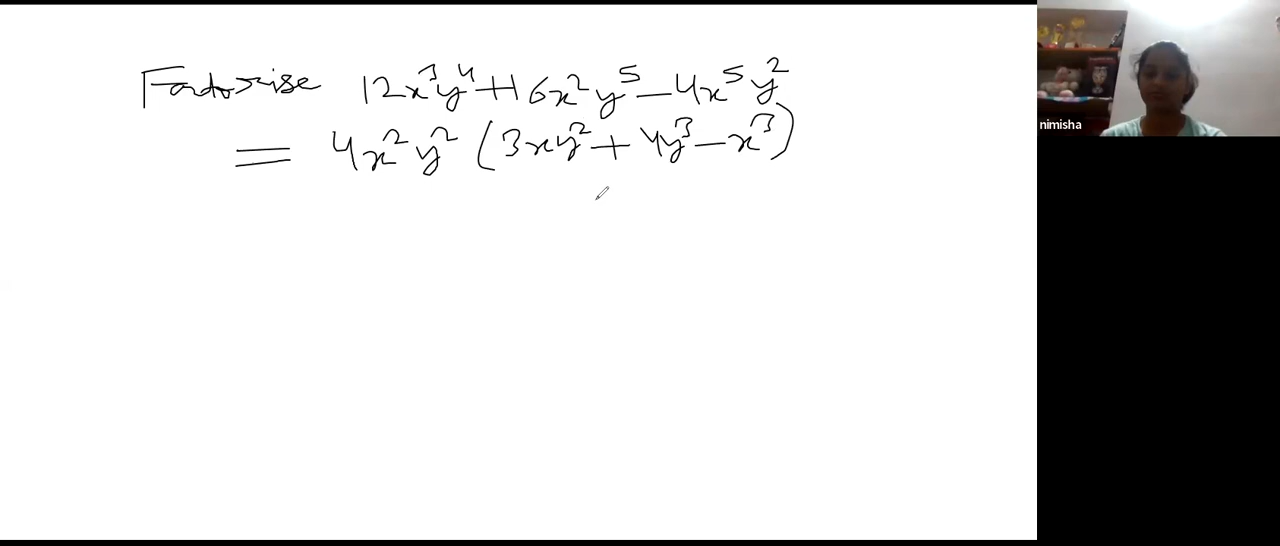 Factorise 12x³y⁴+16x²y⁵-4x⁵y²
= 4x²y² (3xy²+4y³-x³)
nimisha